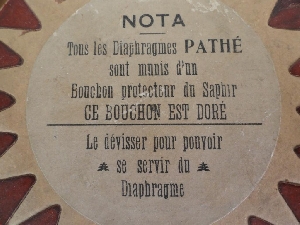 NOTA
Tous les Diaphragmes PATHÉ
sont munis d'un
Bouchon protecteur du Saphir
CE BOUCHON EST DORÉ
Le dévisser pour pouvoir
se servir du
Diaphragme